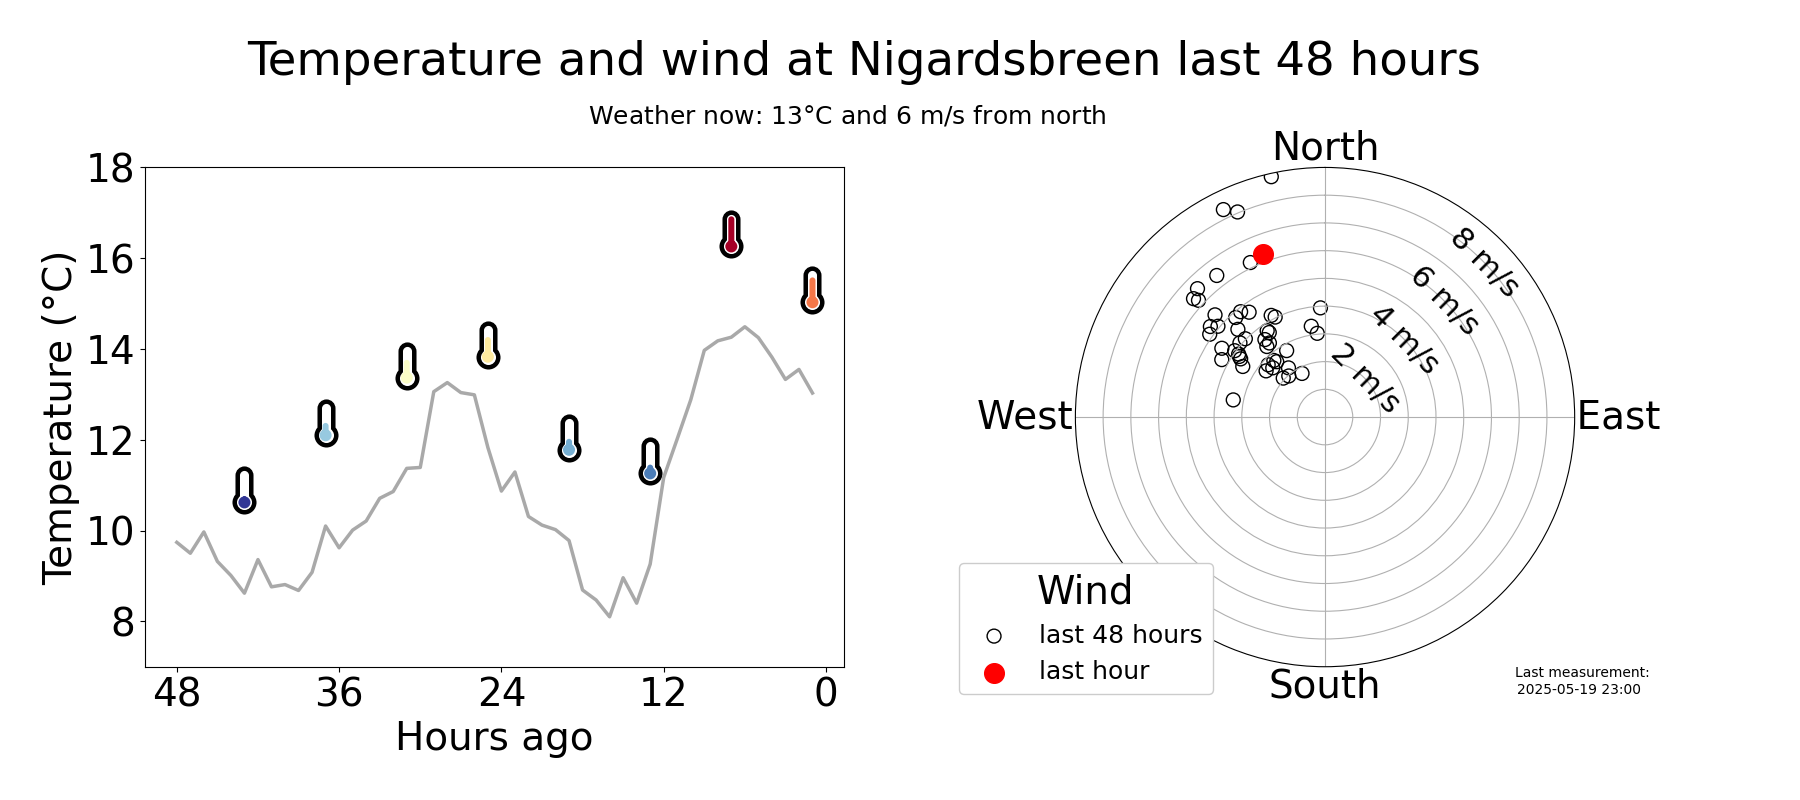 Temperature and wind at Nigardsbreen last 48 hours
Weather now: 13°C and 6 m/s from north
18
16
14
12
10
8
Temperature (°C)
48
36
24
12
0
Hours ago
North
West
East
South
8 m/s
6 m/s
4 m/s
2 m/s
Wind
last 48 hours
last hour
Last measurement:
2025-05-19 23:00